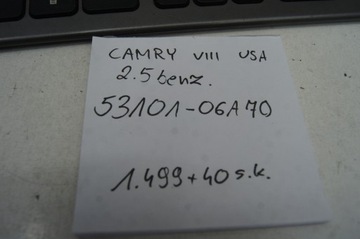 CAMRY VIII USA
2.5 benz.
53101-06A70
1.499+40 s.k.